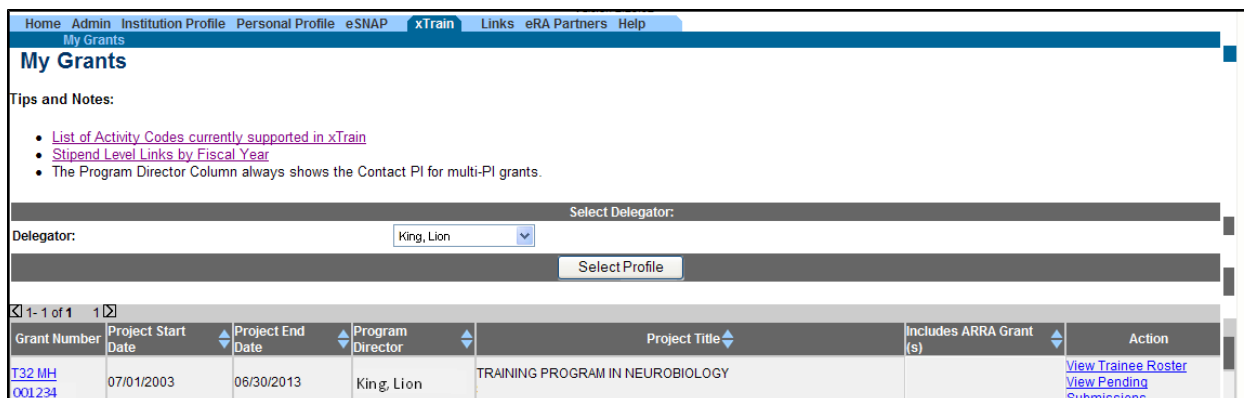 Home Admin Institution Profile Personal Profile eSNAP xTrain Links eRA Partners Help
My Grants
My Grants
Tips and Notes:
List of Activity Codes currently supported in xTrain
Stipend Level Links by Fiscal Year
The Program Director Column always shows the Contact PI for multi-PI grants.
Select Delegator:
Delegator: King, Lion
Select Profile
1- 1 of 1 1
Grant Number Project Start Date Project End Date Program Director Project Title Includes ARRA Grant (s) Action
T32 MH 001234 07/01/2003 06/30/2013 King, Lion TRAINING PROGRAM IN NEUROBIOLOGY View Trainee Roster
View Pending
Submissions